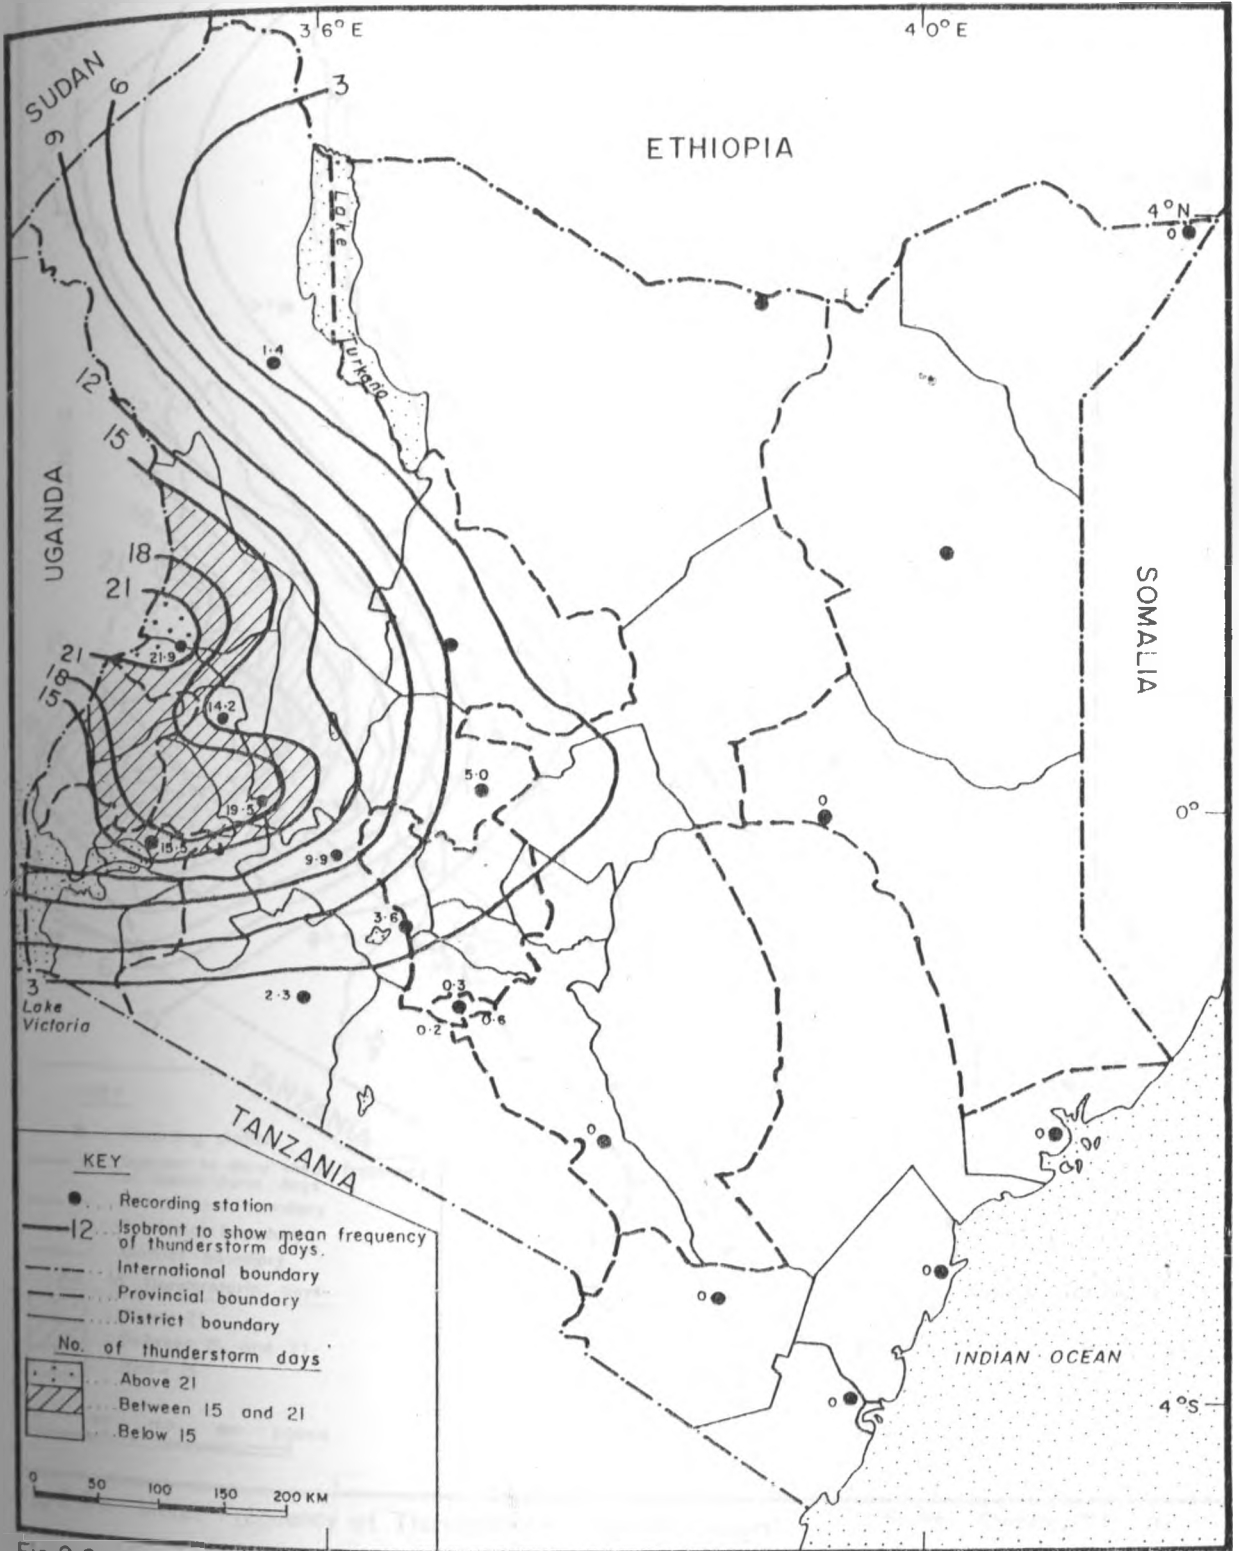 36° E
40° E
SUDAN
9
6
3
ETHIOPIA
4° N
0
Lake
Turkana
1·4
12
15
UGANDA
18
21
21·9
21
18
15
14·2
SOMALIA
5·0
19·5
15·5
9·9
0
0°
3·6
3
Lake
Victoria
2·3
0·3
0·2
0·6
0
0
TANZANIA
KEY
Recording station
12 Isobront to show mean frequency
of thunderstorm days.
International boundary
Provincial boundary
District boundary
No. of thunderstorm days
Above 21
Between 15 and 21
Below 15
0 50 100 150 200 KM
0
0
INDIAN OCEAN
0
4° S